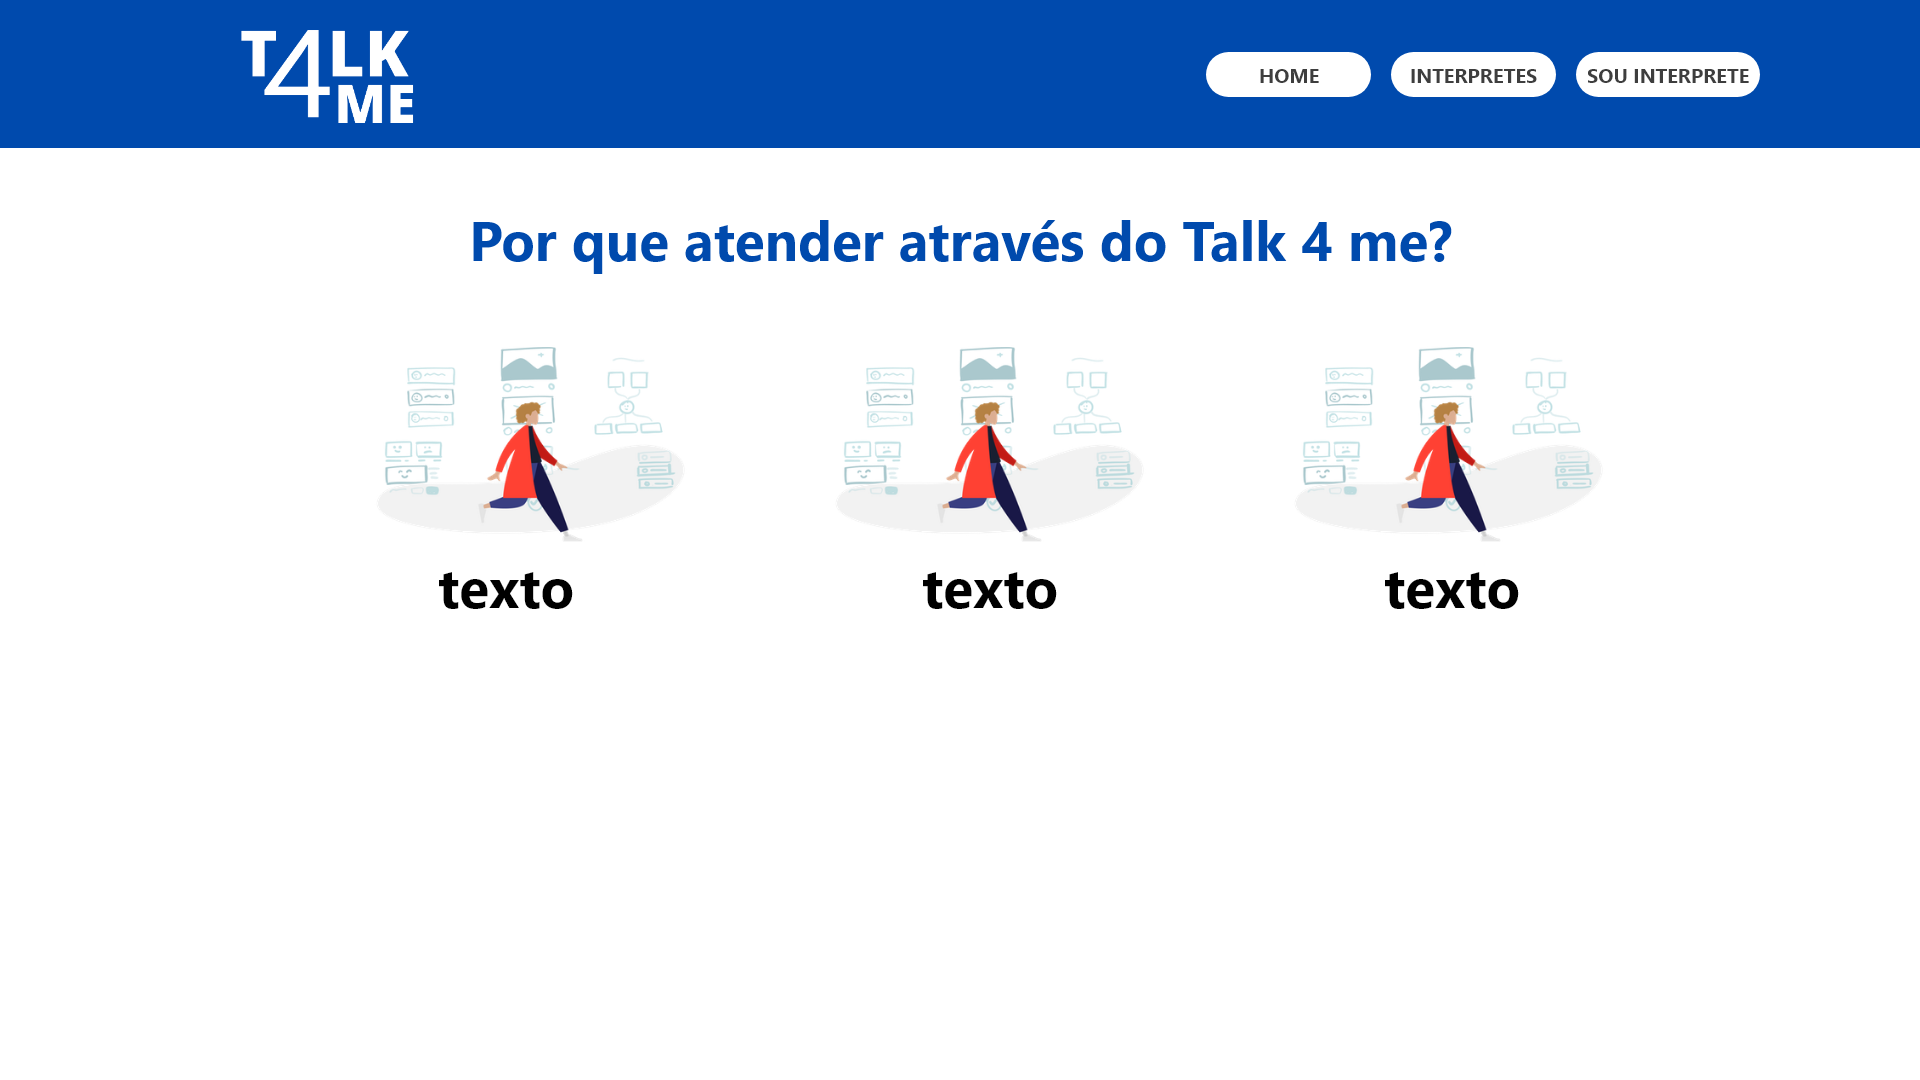 T4LK
ME
HOME
INTERPRETES
SOU INTERPRETE
Por que atender através do Talk 4 me?
texto
texto
texto